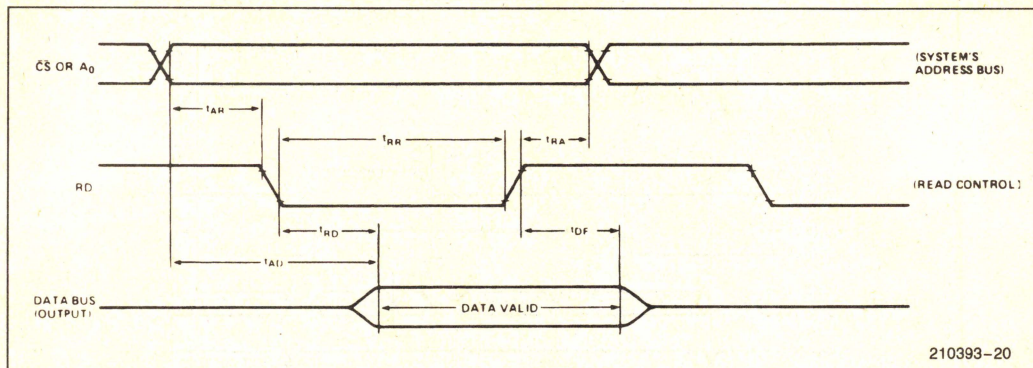 C̅S̅ OR A₀
(SYSTEM'S
ADDRESS BUS)
tAR
tRR
tRA
RD
(READ CONTROL)
tRD
tDF
tAD
DATA BUS
(OUTPUT)
DATA VALID
210393–20